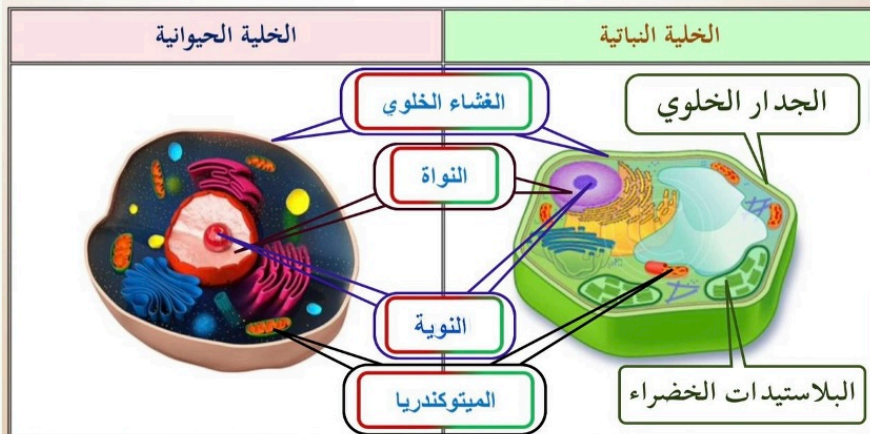 الخلية النباتية
الخلية الحيوانية
الغشاء الخلوي
الجدار الخلوي
النواة
النوية
البلاستيدات الخضراء
الميتوكندريا